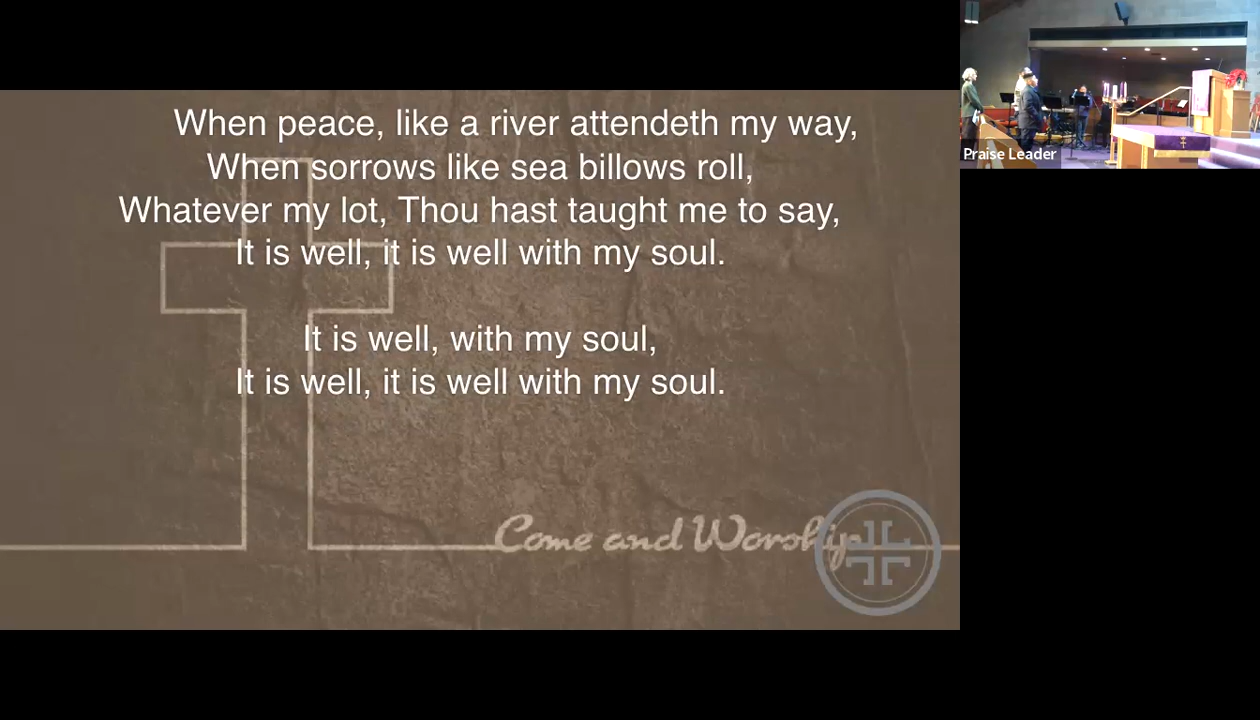 When peace, like a river attendeth my way,
When sorrows like sea billows roll,
Whatever my lot, Thou hast taught me to say,
It is well, it is well with my soul.
It is well, with my soul,
It is well, it is well with my soul.
Come and Worship
Praise Leader